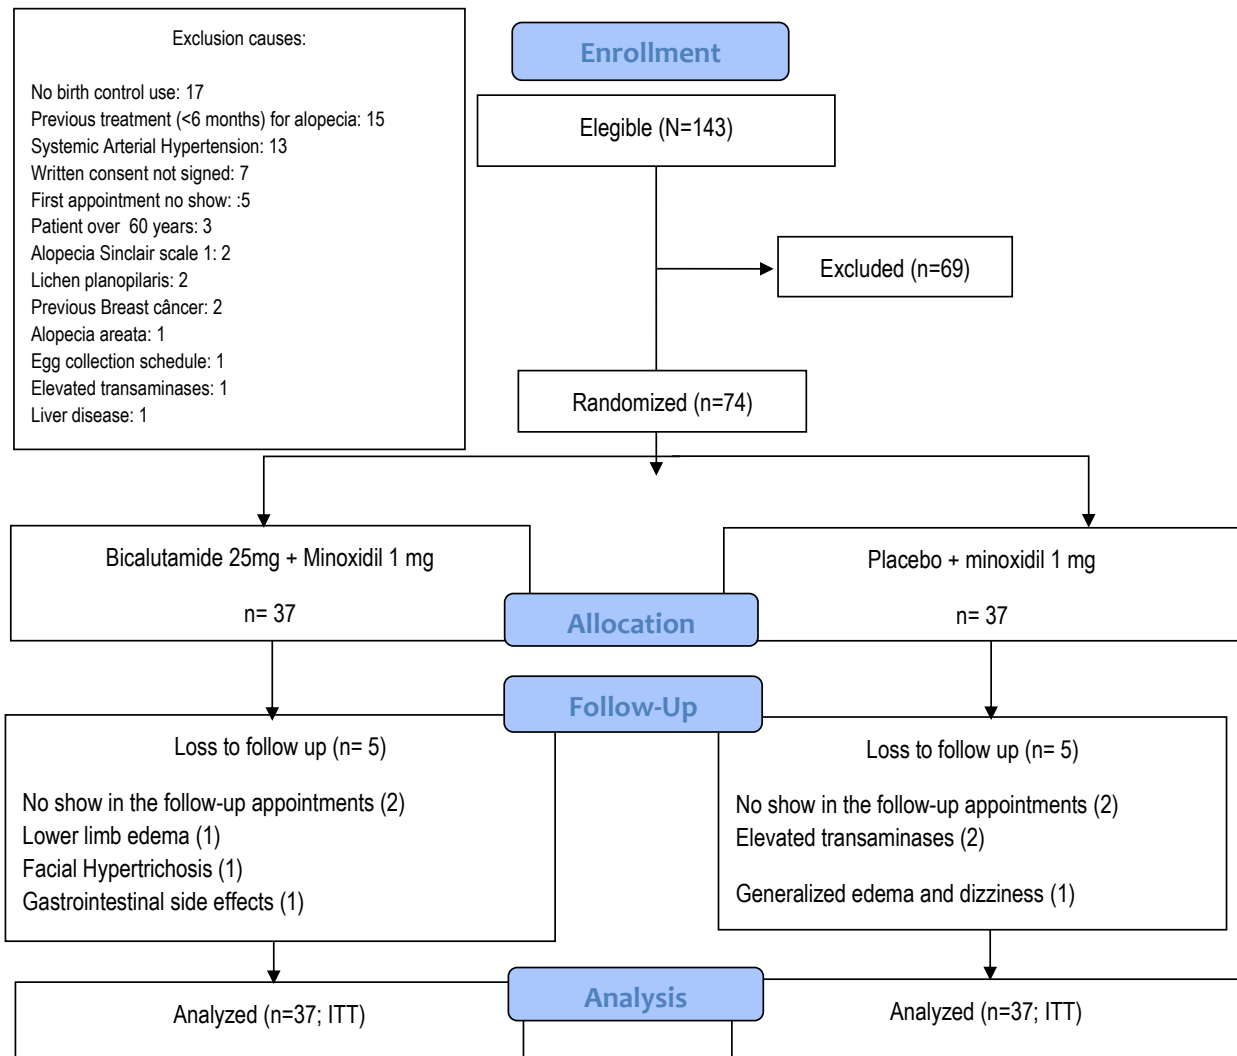 Exclusion causes:
No birth control use: 17
Previous treatment (<6 months) for alopecia: 15
Systemic Arterial Hypertension: 13
Written consent not signed: 7
First appointment no show: :5
Patient over  60 years: 3
Alopecia Sinclair scale 1: 2
Lichen planopilaris: 2
Previous Breast câncer: 2
Alopecia areata: 1
Egg collection schedule: 1
Elevated transaminases: 1
Liver disease: 1
Enrollment
Elegible (N=143)
Excluded (n=69)
Randomized (n=74)
Bicalutamide 25mg + Minoxidil 1 mg
n= 37
Placebo + minoxidil 1 mg
n= 37
Allocation
Follow-Up
Loss to follow up (n= 5)
No show in the follow-up appointments (2)
Lower limb edema (1)
Facial Hypertrichosis (1)
Gastrointestinal side effects (1)
Loss to follow up (n= 5)
No show in the follow-up appointments (2)
Elevated transaminases (2)
Generalized edema and dizziness (1)
Analysis
Analyzed (n=37; ITT)
Analyzed (n=37; ITT)